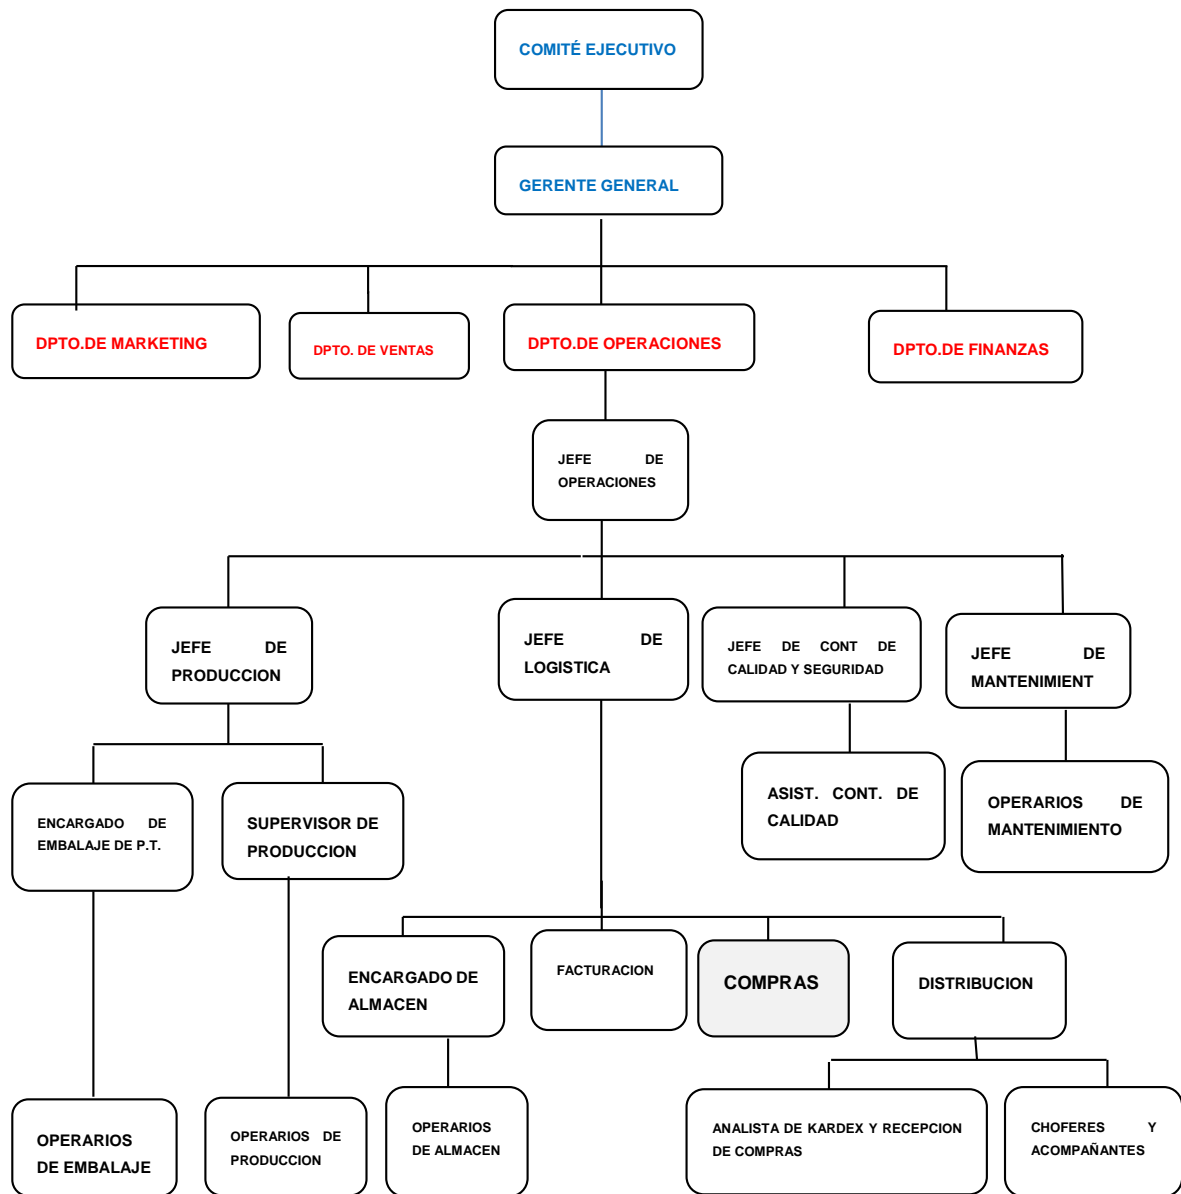 COMITÉ EJECUTIVO
GERENTE GENERAL
DPTO.DE MARKETING
DPTO. DE VENTAS
DPTO.DE OPERACIONES
DPTO.DE FINANZAS
JEFE DE
OPERACIONES
JEFE DE
PRODUCCION
JEFE DE
LOGISTICA
JEFE DE CONT DE
CALIDAD Y SEGURIDAD
JEFE DE
MANTENIMIENT
ENCARGADO DE
EMBALAJE DE P.T.
SUPERVISOR DE
PRODUCCION
ASIST. CONT. DE
CALIDAD
OPERARIOS DE
MANTENIMIENTO
ENCARGADO DE
ALMACEN
FACTURACION
COMPRAS
DISTRIBUCION
OPERARIOS
DE EMBALAJE
OPERARIOS DE
PRODUCCION
OPERARIOS
DE ALMACEN
ANALISTA DE KARDEX Y RECEPCION
DE COMPRAS
CHOFERES Y
ACOMPAÑANTES